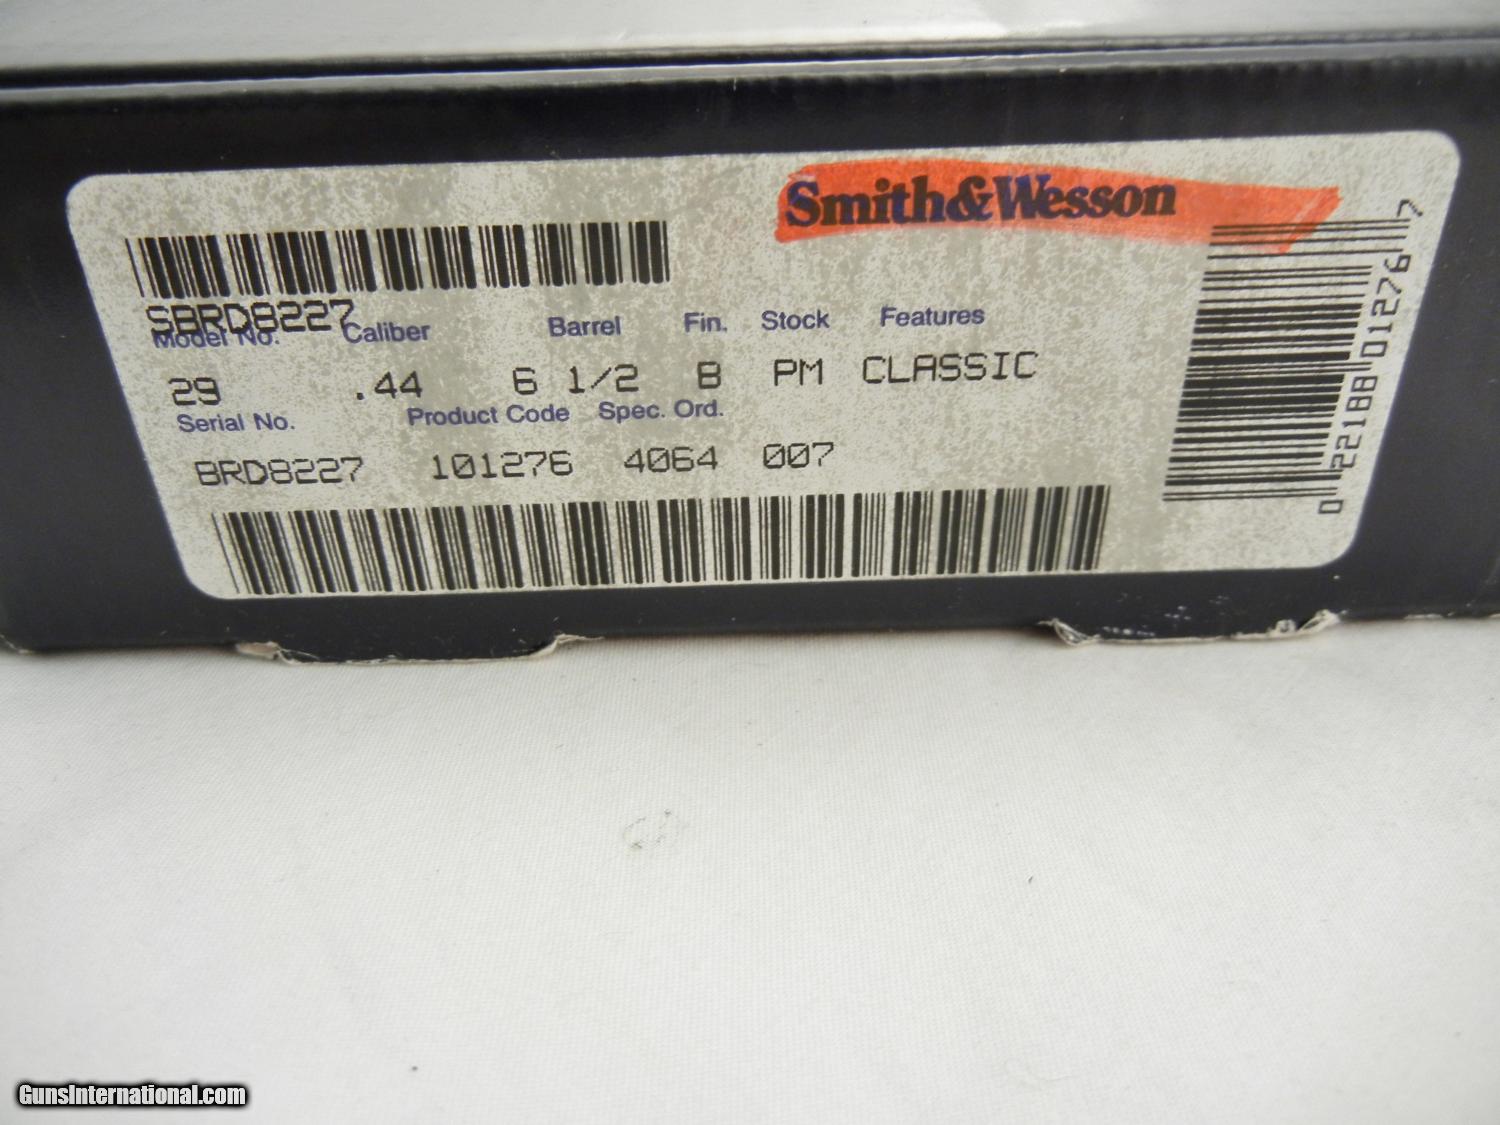 Smith&Wesson
SBRD8227
Model No. Caliber Barrel Fin. Stock Features
29 .44 6 1/2 B PM CLASSIC
Serial No. Product Code Spec. Ord.
BRD8227 101276 4064 007
0 22188 01276 7
GunsInternational.com